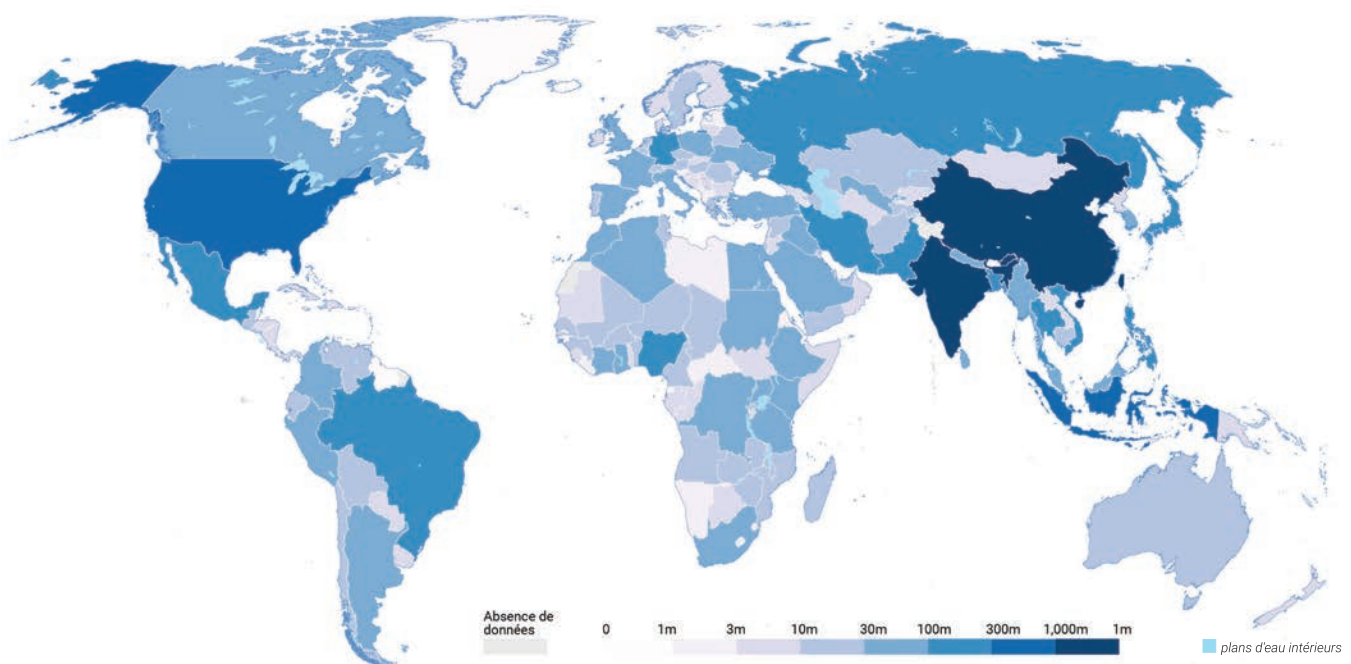 Absence de
données
0 1m 3m 10m 30m 100m 300m 1,000m 1m
plans d'eau intérieurs